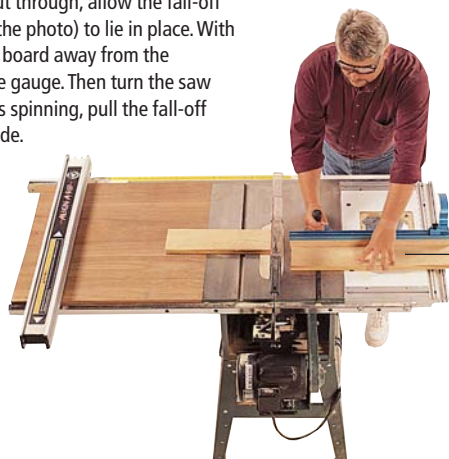 ut through, allow the fall-off
the photo) to lie in place. With
board away from the
e gauge. Then turn the saw
s spinning, pull the fall-off
de.